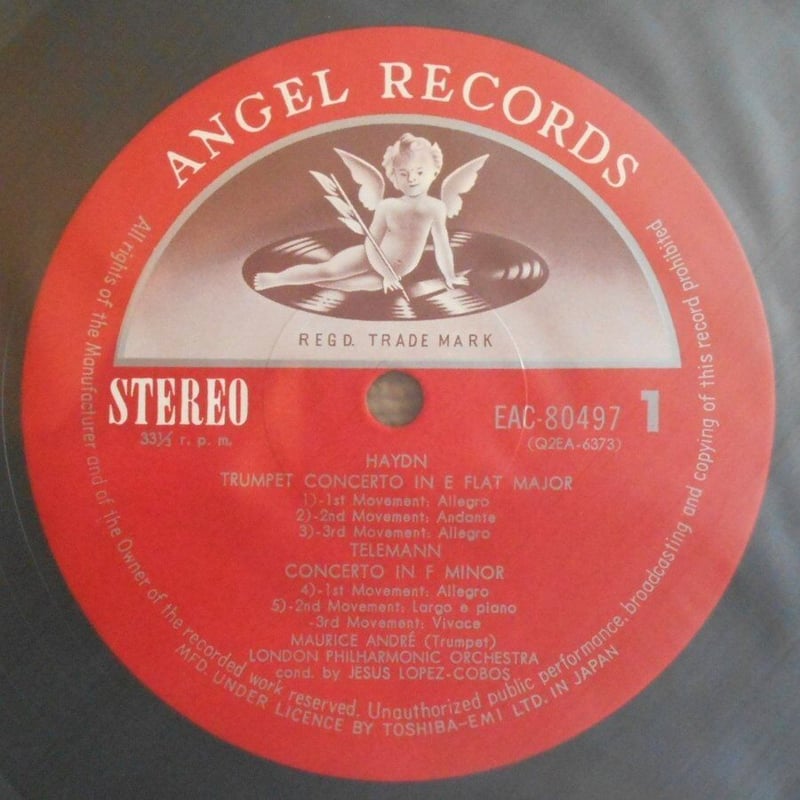 ANGEL RECORDS
REGD. TRADE MARK
STEREO
33⅓ r. p. m.
EAC-80497 1
(Q2EA-6373)
HAYDN
TRUMPET CONCERTO IN E FLAT MAJOR
1)-1st Movement: Allegro
2)-2nd Movement: Andante
3)-3rd Movement: Allegro
TELEMANN
CONCERTO IN F MINOR
4)-1st Movement: Allegro
5)-2nd Movement: Largo e piano
-3rd Movement: Vivace
MAURICE ANDRÉ (Trumpet)
LONDON PHILHARMONIC ORCHESTRA
cond. by JESUS LOPEZ-COBOS
All rights of the Manufacturer and of the Owner of the recorded work reserved. Unauthorized public performance, broadcasting and copying of this record prohibited
MFD. UNDER LICENCE BY TOSHIBA-EMI LTD. IN JAPAN